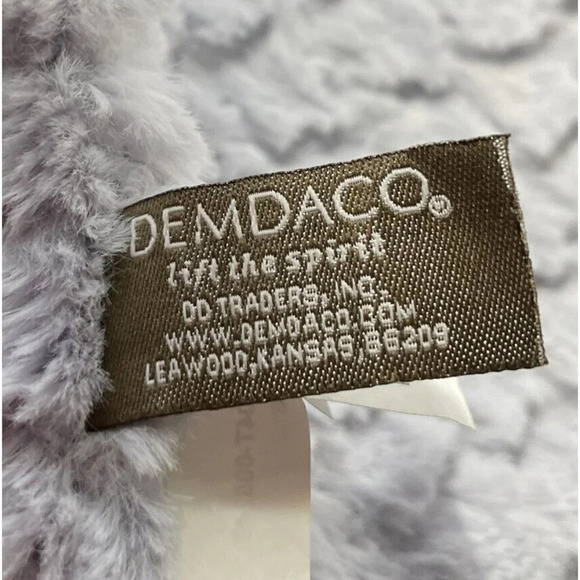 DEMDACO®
lift the spirit
DD TRADERS, INC.
WWW.DEMDACO.COM
LEAWOOD, KANSAS, 66209